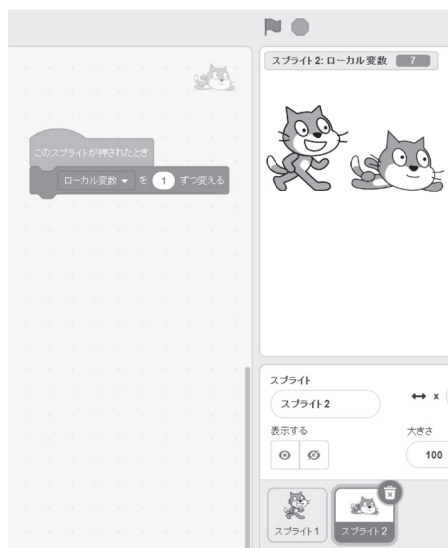 スプライト2: ローカル変数 7
このスプライトが押されたとき
ローカル変数 を 1 ずつ変える
スプライト
スプライト2
x
表示する
大きさ
100
スプライト1
スプライト2